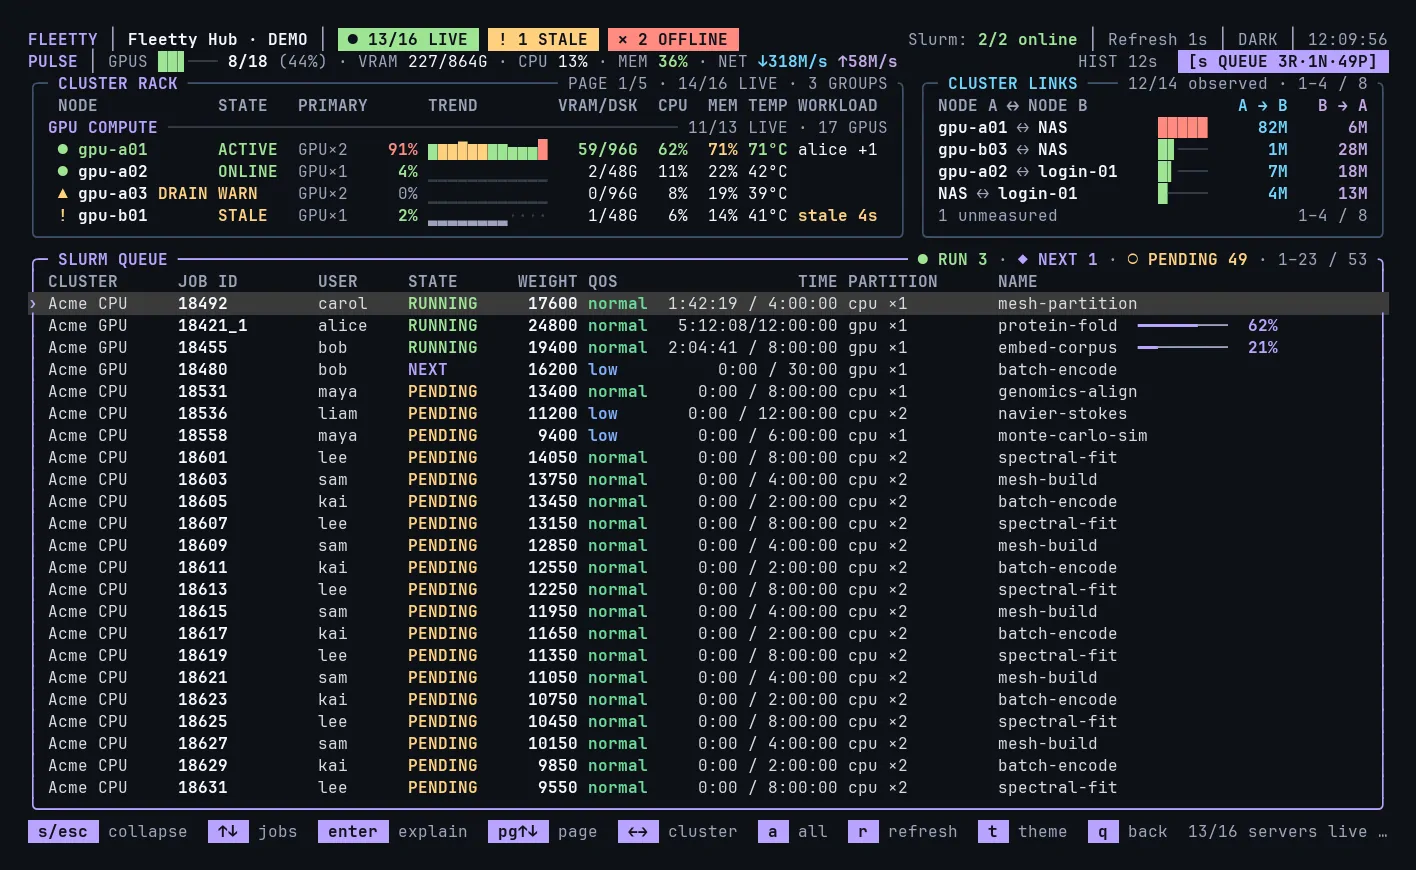 FLEETTY │ Fleetty Hub · DEMO │ ● 13/16 LIVE ! 1 STALE × 2 OFFLINE Slurm: 2/2 online │ Refresh 1s │ DARK │ 12:09:56
PULSE │ GPUS 8/18 (44%) · VRAM 227/864G · CPU 13% · MEM 36% · NET ↓318M/s ↑58M/s HIST 12s [s QUEUE 3R·1N·49P]
CLUSTER RACK PAGE 1/5 · 14/16 LIVE · 3 GROUPS
NODE STATE PRIMARY TREND VRAM/DSK CPU MEM TEMP WORKLOAD
GPU COMPUTE 11/13 LIVE · 17 GPUS
● gpu-a01 ACTIVE GPU×2 91% 59/96G 62% 71% 71°C alice +1
● gpu-a02 ONLINE GPU×1 4% 2/48G 11% 22% 42°C
▲ gpu-a03 DRAIN WARN GPU×2 0% 0/96G 8% 19% 39°C
! gpu-b01 STALE GPU×1 2% 1/48G 6% 14% 41°C stale 4s
CLUSTER LINKS 12/14 observed · 1-4 / 8
NODE A ↔ NODE B A → B B → A
gpu-a01 ↔ NAS 82M 6M
gpu-b03 ↔ NAS 1M 28M
gpu-a02 ↔ login-01 7M 18M
NAS ↔ login-01 4M 13M
1 unmeasured 1-4 / 8
SLURM QUEUE ● RUN 3 · ◆ NEXT 1 · ○ PENDING 49 · 1-23 / 53
CLUSTER JOB ID USER STATE WEIGHT QOS TIME PARTITION NAME
› Acme CPU 18492 carol RUNNING 17600 normal 1:42:19 / 4:00:00 cpu ×1 mesh-partition
Acme GPU 18421_1 alice RUNNING 24800 normal 5:12:08/12:00:00 gpu ×1 protein-fold 62%
Acme GPU 18455 bob RUNNING 19400 normal 2:04:41 / 8:00:00 gpu ×1 embed-corpus 21%
Acme GPU 18480 bob NEXT 16200 low 0:00 / 30:00 gpu ×1 batch-encode
Acme CPU 18531 maya PENDING 13400 normal 0:00 / 8:00:00 cpu ×1 genomics-align
Acme CPU 18536 liam PENDING 11200 low 0:00 / 12:00:00 cpu ×2 navier-stokes
Acme CPU 18558 maya PENDING 9400 low 0:00 / 6:00:00 cpu ×1 monte-carlo-sim
Acme CPU 18601 lee PENDING 14050 normal 0:00 / 8:00:00 cpu ×2 spectral-fit
Acme CPU 18603 sam PENDING 13750 normal 0:00 / 4:00:00 cpu ×2 mesh-build
Acme CPU 18605 kai PENDING 13450 normal 0:00 / 2:00:00 cpu ×2 batch-encode
Acme CPU 18607 lee PENDING 13150 normal 0:00 / 8:00:00 cpu ×2 spectral-fit
Acme CPU 18609 sam PENDING 12850 normal 0:00 / 4:00:00 cpu ×2 mesh-build
Acme CPU 18611 kai PENDING 12550 normal 0:00 / 2:00:00 cpu ×2 batch-encode
Acme CPU 18613 lee PENDING 12250 normal 0:00 / 8:00:00 cpu ×2 spectral-fit
Acme CPU 18615 sam PENDING 11950 normal 0:00 / 4:00:00 cpu ×2 mesh-build
Acme CPU 18617 kai PENDING 11650 normal 0:00 / 2:00:00 cpu ×2 batch-encode
Acme CPU 18619 lee PENDING 11350 normal 0:00 / 8:00:00 cpu ×2 spectral-fit
Acme CPU 18621 sam PENDING 11050 normal 0:00 / 4:00:00 cpu ×2 mesh-build
Acme CPU 18623 kai PENDING 10750 normal 0:00 / 2:00:00 cpu ×2 batch-encode
Acme CPU 18625 lee PENDING 10450 normal 0:00 / 8:00:00 cpu ×2 spectral-fit
Acme CPU 18627 sam PENDING 10150 normal 0:00 / 4:00:00 cpu ×2 mesh-build
Acme CPU 18629 kai PENDING 9850 normal 0:00 / 2:00:00 cpu ×2 batch-encode
Acme CPU 18631 lee PENDING 9550 normal 0:00 / 8:00:00 cpu ×2 spectral-fit
s/esc collapse ↑↓ jobs enter explain pg↑↓ page ↔ cluster a all r refresh t theme q back 13/16 servers live …